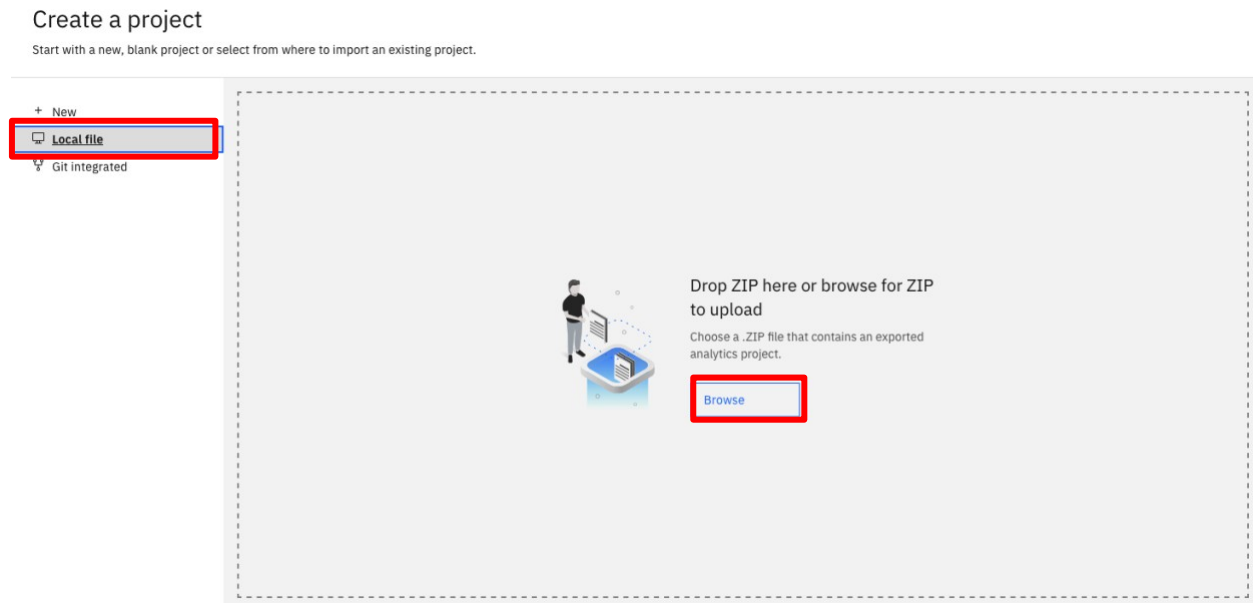 Create a project
Start with a new, blank project or select from where to import an existing project.
+ New
Local file
Git integrated
Drop ZIP here or browse for ZIP
to upload
Choose a .ZIP file that contains an exported
analytics project.
Browse